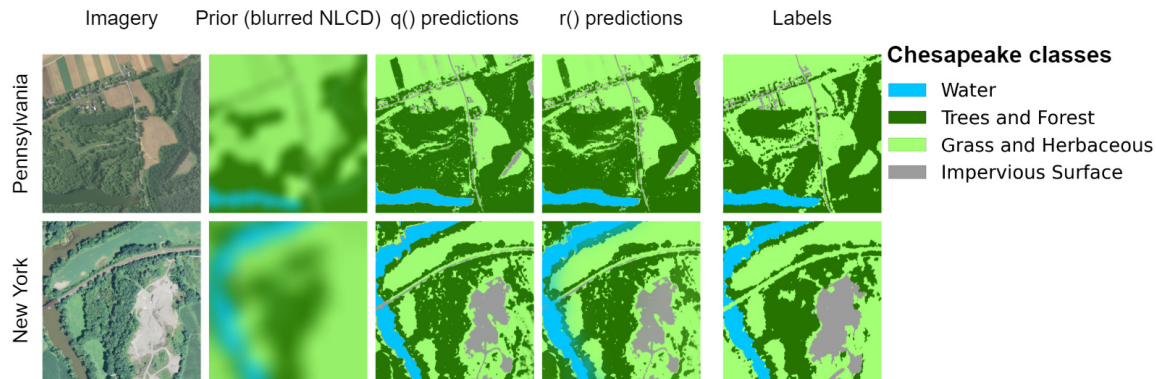 Imagery Prior (blurred NLCD) q() predictions r() predictions Labels
Pennsylvania
New York
Chesapeake classes
Water
Trees and Forest
Grass and Herbaceous
Impervious Surface